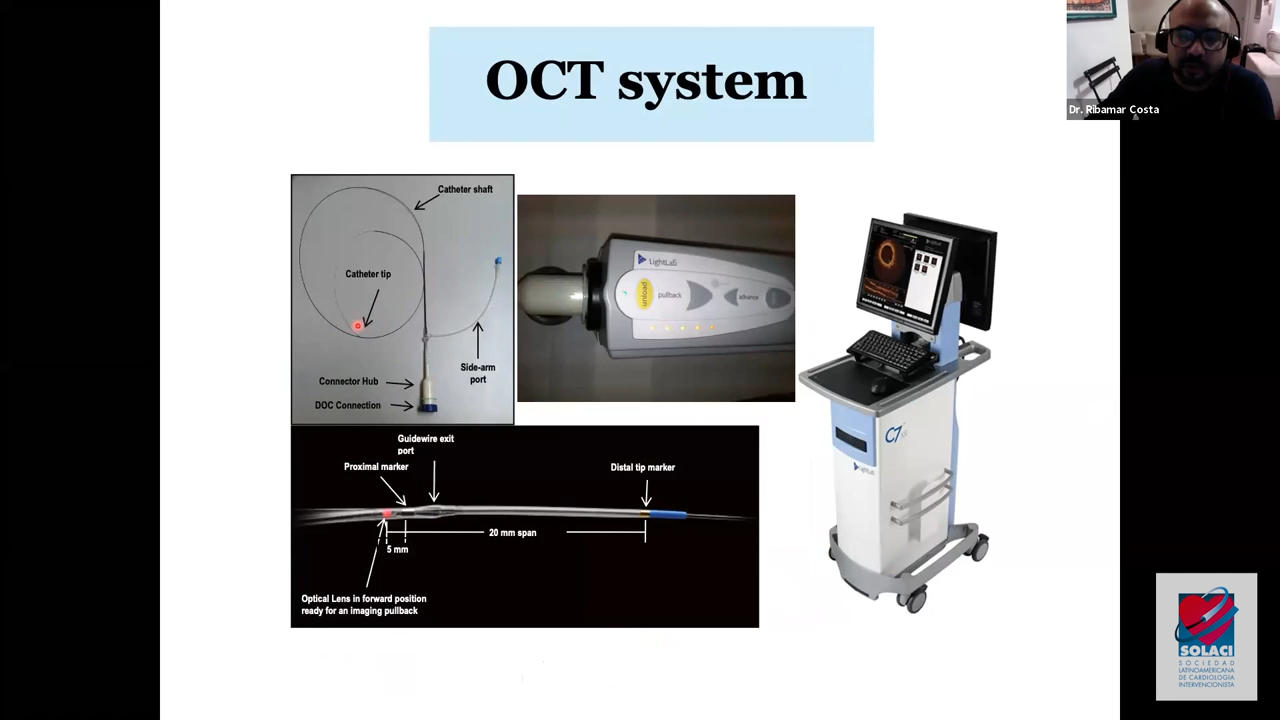 OCT system
Dr. Ribamar Costa
Catheter shaft
Catheter tip
Side-arm
port
Connector Hub
DOC Connection
LightLab
unload
pullback
advance
C7
LightLab
Guidewire exit
port
Proximal marker
Distal tip marker
20 mm span
5 mm
Optical Lens in forward position
ready for an imaging pullback
SOLACI
SOCIEDAD
LATINOAMERICANA
DE CARDIOLOGIA
INTERVENCIONISTA